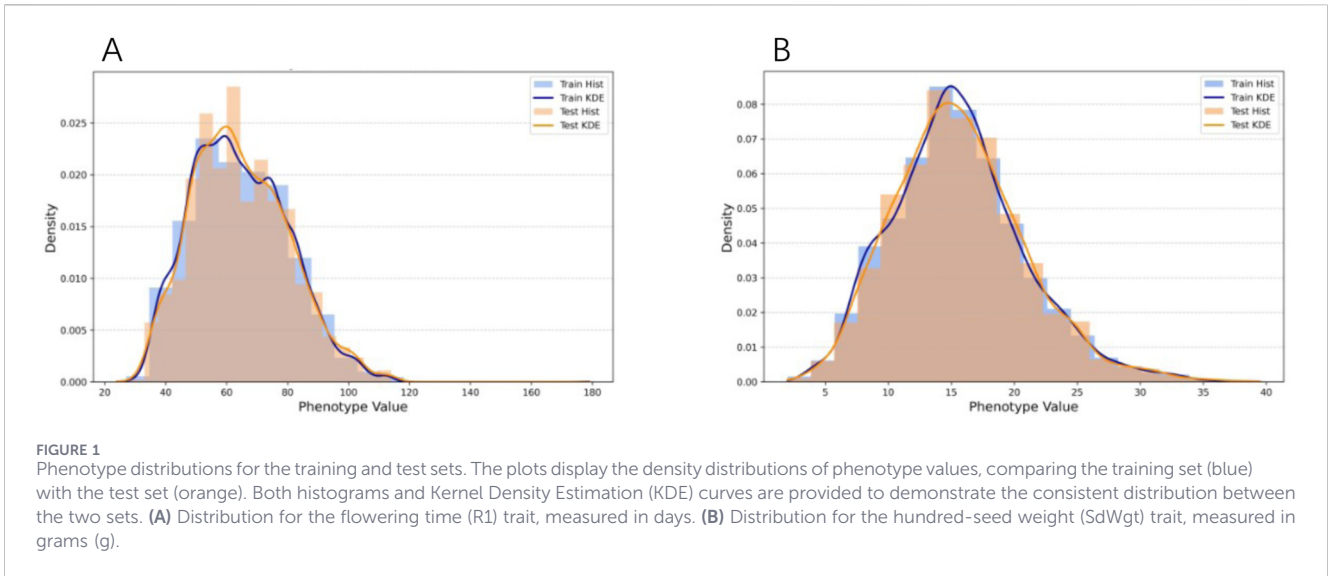 A
Train Hist
Train KDE
Test Hist
Test KDE
0.025
0.020
0.015
0.010
0.005
0.000
Density
20 40 60 80 100 120 140 160 180
Phenotype Value
B
Train Hist
Train KDE
Test Hist
Test KDE
0.08
0.07
0.06
0.05
0.04
0.03
0.02
0.01
0.00
Density
5 10 15 20 25 30 35 40
Phenotype Value
FIGURE 1
Phenotype distributions for the training and test sets. The plots display the density distributions of phenotype values, comparing the training set (blue)
with the test set (orange). Both histograms and Kernel Density Estimation (KDE) curves are provided to demonstrate the consistent distribution between
the two sets. (A) Distribution for the flowering time (R1) trait, measured in days. (B) Distribution for the hundred-seed weight (SdWgt) trait, measured in
grams (g).